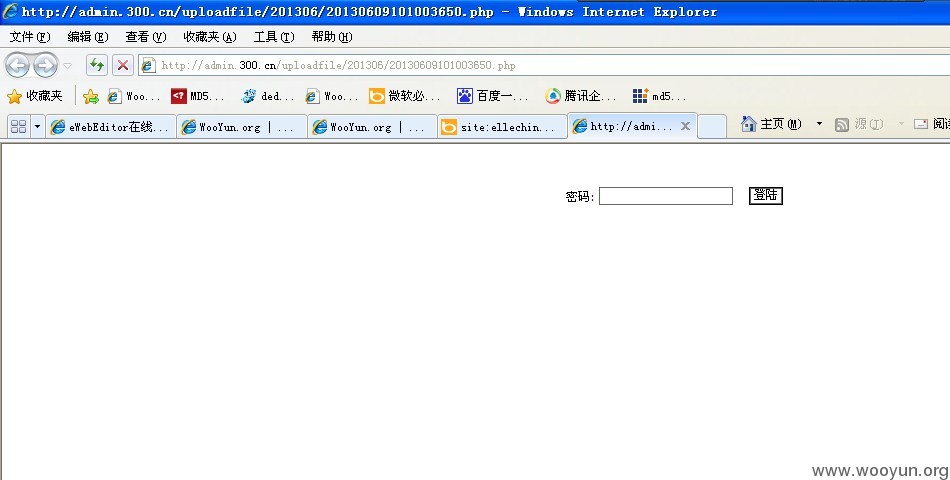 http://admin.300.cn/uploadfile/201306/20130609101003650.php - Windows Internet Explorer
文件(F) 编辑(E) 查看(V) 收藏夹(A) 工具(T) 帮助(H)
http://admin.300.cn/uploadfile/201306/20130609101003650.php
收藏夹 Woo... MD5... ded... Woo... 微软必... 百度一... 腾讯企... md5...
eWebEditor在线... WooYun.org | ... WooYun.org | ... site:ellechin... http://admi... 主页(M) 源(J) 阅读
密码: 登陆
www.wooyun.org